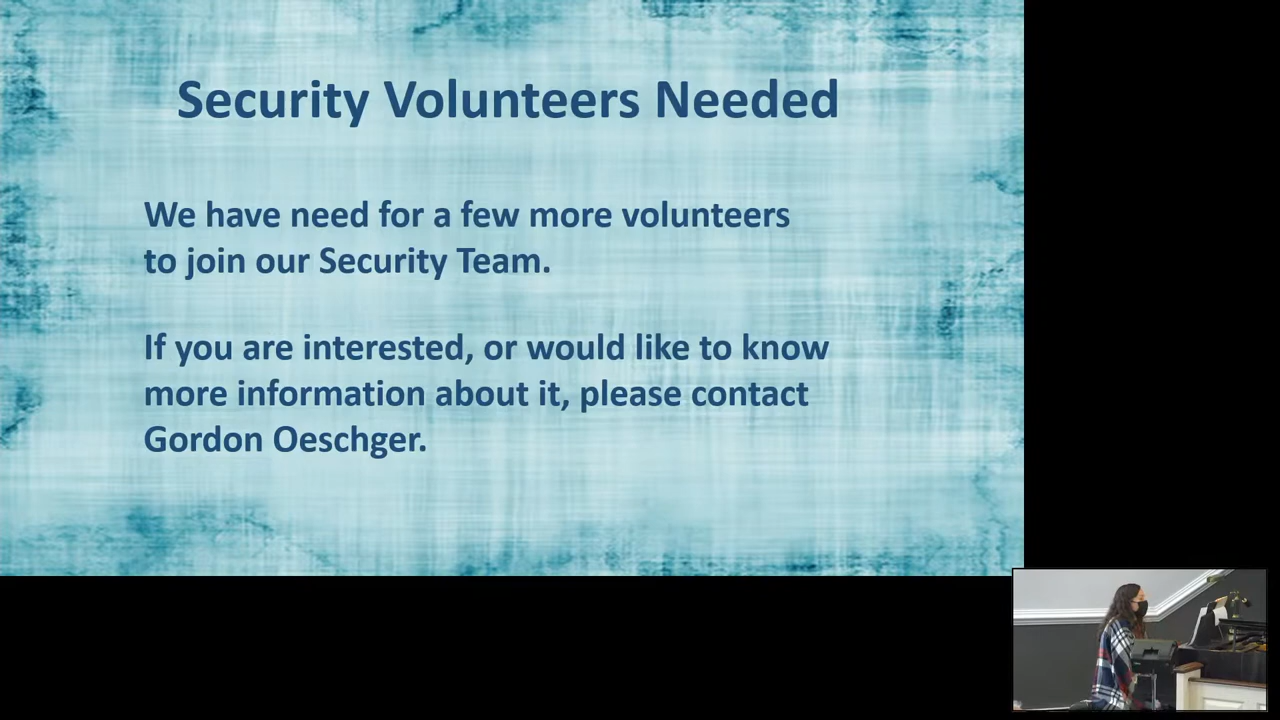 Security Volunteers Needed
We have need for a few more volunteers
to join our Security Team.
If you are interested, or would like to know
more information about it, please contact
Gordon Oeschger.